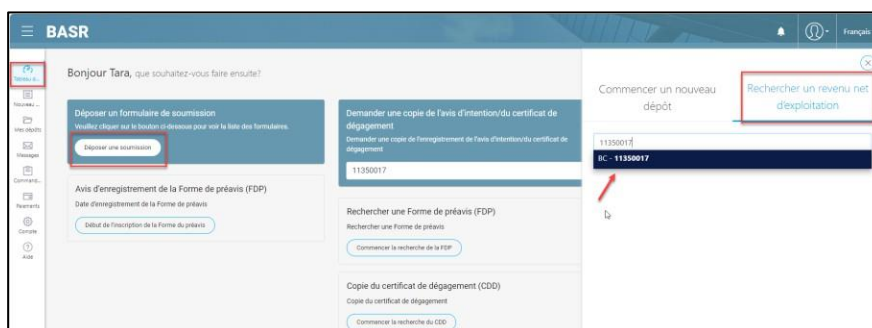 BASR
Français
Tableau d...
Nouveau ...
Mes dépôts
Messages
Command...
Paiements
Compte
Aide
Bonjour Tara, que souhaitez-vous faire ensuite?
Déposer un formulaire de soumission
Veuillez cliquer sur le bouton ci-dessous pour voir la liste des formulaires.
Déposer une soumission
Avis d'enregistrement de la Forme de préavis (FDP)
Date d'enregistrement de la Forme de préavis
Début de l'inscription de la Forme du préavis
Demander une copie de l'avis d'intention/du certificat de
dégagement
Demander une copie de l'enregistrement de l'avis d'intention/du certificat de
dégagement
11350017
Rechercher une Forme de préavis (FDP)
Rechercher une Forme de préavis
Commencer la recherche de la FDP
Copie du certificat de dégagement (CDD)
Copie du certificat de dégagement
Commencer la recherche du CDD
Commencer un nouveau
dépôt
Rechercher un revenu net
d'exploitation
11350017
BC - 11350017